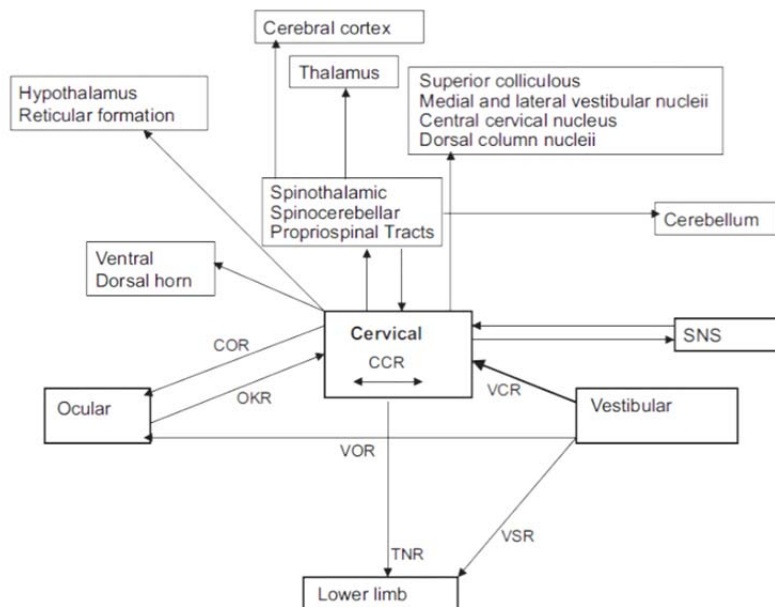 Cerebral cortex
Thalamus
Hypothalamus
Reticular formation
Superior colliculous
Medial and lateral vestibular nucleii
Central cervical nucleus
Dorsal column nucleii
Spinothalamic
Spinocerebellar
Propriospinal Tracts
Cerebellum
Ventral
Dorsal horn
Cervical
CCR
SNS
COR
OKR
VCR
Ocular
Vestibular
VOR
TNR
VSR
Lower limb